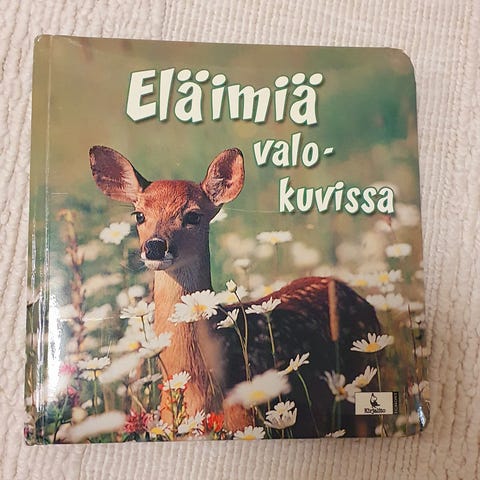 Eläimiä
valo-
kuvissa
Kirjalito